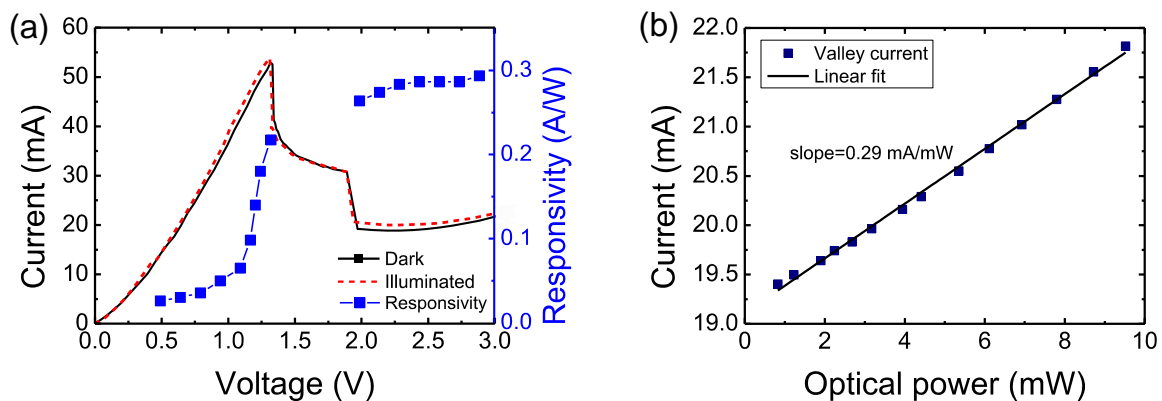 (a)
60
50
40
30
20
10
0
Current (mA)
0.0 0.5 1.0 1.5 2.0 2.5 3.0
Voltage (V)
0.3
0.2
0.1
0.0
Responsivity (A/W)
Dark
Illuminated
Responsivity
(b)
22.0
21.5
21.0
20.5
20.0
19.5
19.0
Current (mA)
0 2 4 6 8 10
Optical power (mW)
Valley current
Linear fit
slope=0.29 mA/mW